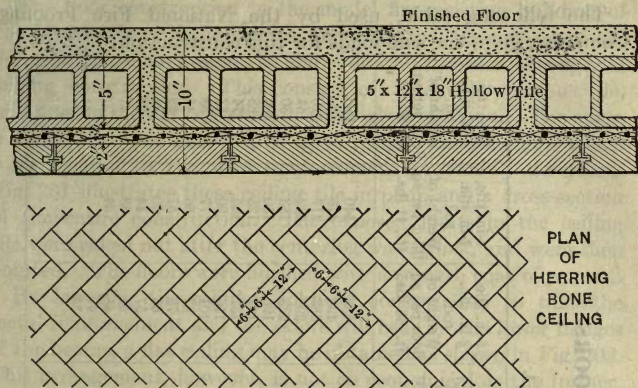 Finished Floor
5"
10"
5"x 12"x 18" Hollow Tile
1"
2"
PLAN
OF
HERRING
BONE
CEILING
6" 6" 12"
6" 6" 12"